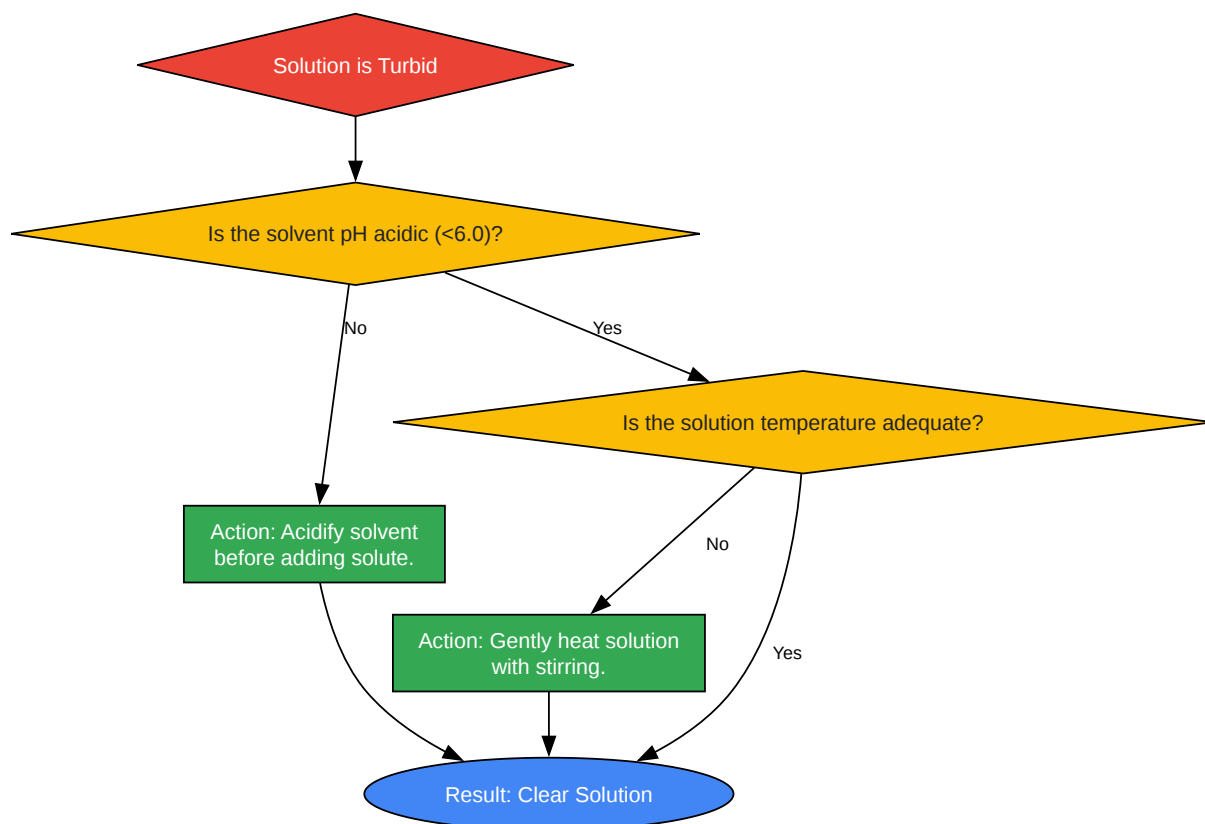 Solution is Turbid
Is the solvent pH acidic (<6.0)?
No
Yes
Is the solution temperature adequate?
Action: Acidify solvent
before adding solute.
No
Action: Gently heat solution
with stirring.
Yes
Result: Clear Solution